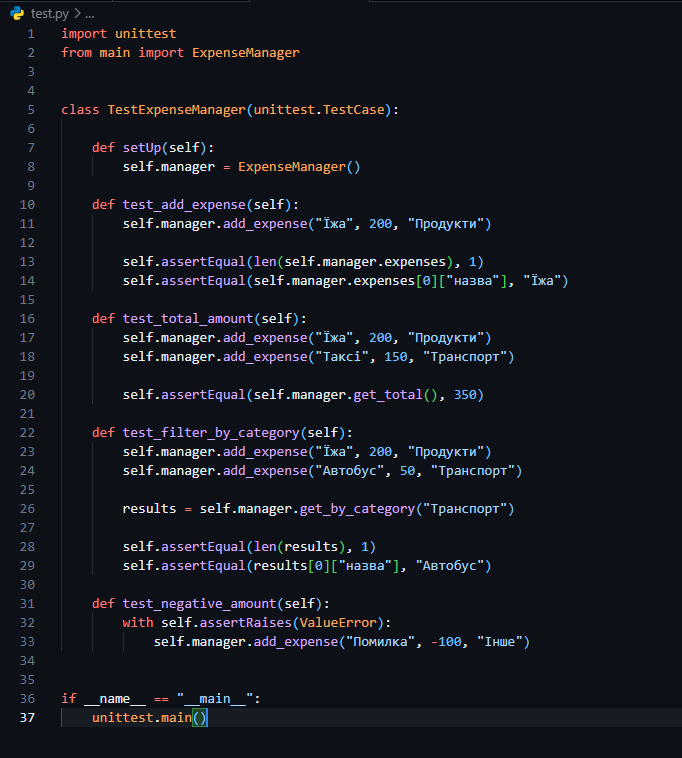 test.py > ...
1 import unittest
2 from main import ExpenseManager
3
4
5 class TestExpenseManager(unittest.TestCase):
6
7     def setUp(self):
8         self.manager = ExpenseManager()
9
10     def test_add_expense(self):
11         self.manager.add_expense("Їжа", 200, "Продукти")
12
13         self.assertEqual(len(self.manager.expenses), 1)
14         self.assertEqual(self.manager.expenses[0]["назва"], "Їжа")
15
16     def test_total_amount(self):
17         self.manager.add_expense("Їжа", 200, "Продукти")
18         self.manager.add_expense("Таксі", 150, "Транспорт")
19
20         self.assertEqual(self.manager.get_total(), 350)
21
22     def test_filter_by_category(self):
23         self.manager.add_expense("Їжа", 200, "Продукти")
24         self.manager.add_expense("Автобус", 50, "Транспорт")
25
26         results = self.manager.get_by_category("Транспорт")
27
28         self.assertEqual(len(results), 1)
29         self.assertEqual(results[0]["назва"], "Автобус")
30
31     def test_negative_amount(self):
32         with self.assertRaises(ValueError):
33             self.manager.add_expense("Помилка", -100, "Інше")
34
35
36 if __name__ == "__main__":
37     unittest.main()